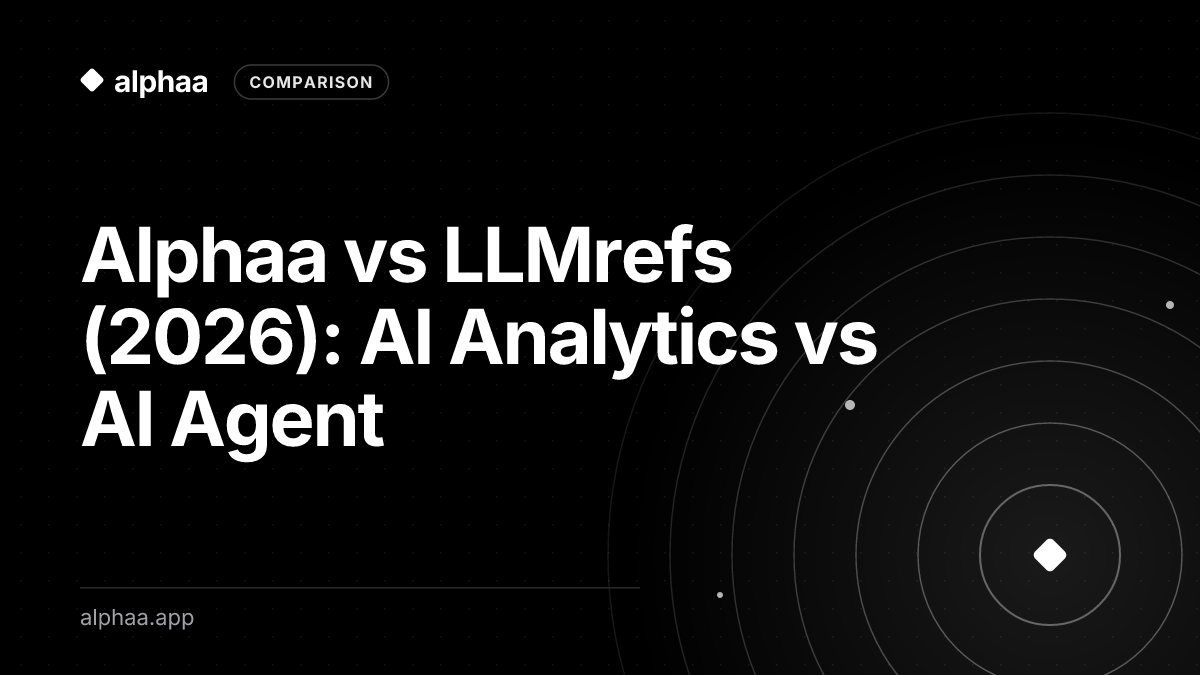 alphaa
COMPARISON
Alphaa vs LLMrefs
(2026): AI Analytics vs
AI Agent
alphaa.app